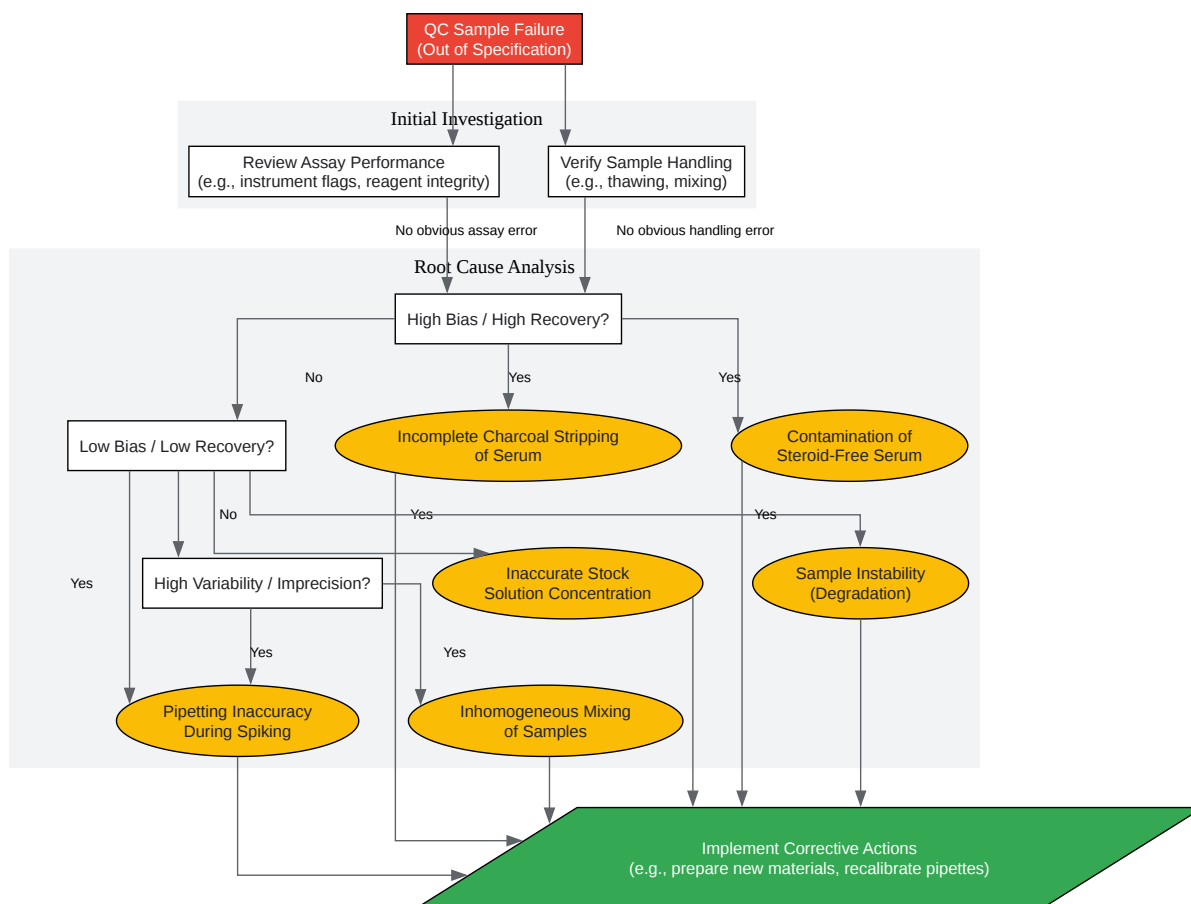 QC Sample Failure
(Out of Specification)
Initial Investigation
Review Assay Performance
(e.g., instrument flags, reagent integrity)
Verify Sample Handling
(e.g., thawing, mixing)
No obvious assay error
No obvious handling error
Root Cause Analysis
High Bias / High Recovery?
No
Yes
Yes
Low Bias / Low Recovery?
Incomplete Charcoal Stripping
of Serum
Contamination of
Steroid-Free Serum
No
Yes
Yes
Yes
High Variability / Imprecision?
Inaccurate Stock
Solution Concentration
Sample Instability
(Degradation)
Yes
Yes
Pipetting Inaccuracy
During Spiking
Inhomogeneous Mixing
of Samples
Implement Corrective Actions
(e.g., prepare new materials, recalibrate pipettes)